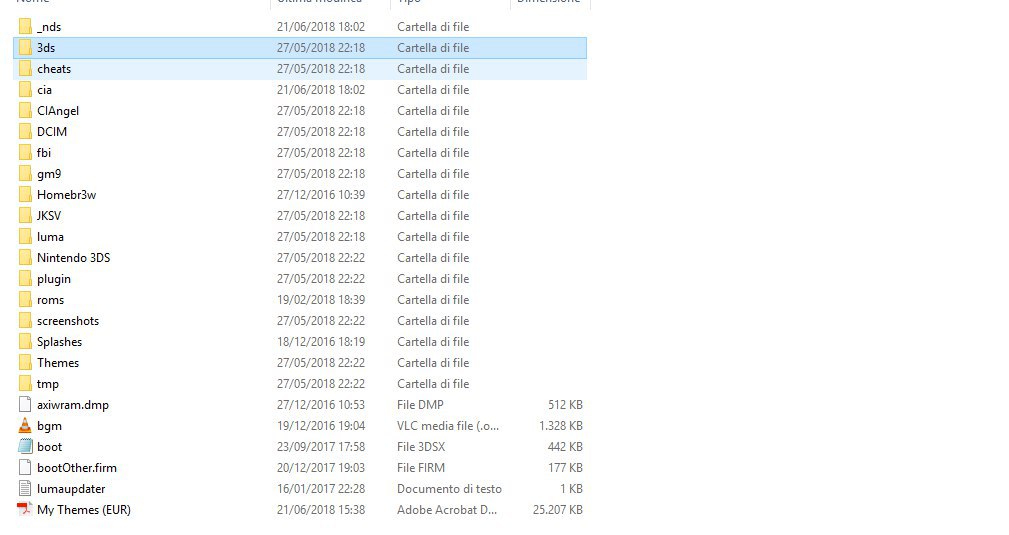 Nome Ultima modifica Tipo Dimensione
_nds 21/06/2018 18:02 Cartella di file
3ds 27/05/2018 22:18 Cartella di file
cheats 27/05/2018 22:18 Cartella di file
cia 21/06/2018 18:02 Cartella di file
CIAngel 27/05/2018 22:18 Cartella di file
DCIM 27/05/2018 22:18 Cartella di file
fbi 27/05/2018 22:18 Cartella di file
gm9 27/05/2018 22:18 Cartella di file
Homebr3w 27/12/2016 10:39 Cartella di file
JKSV 27/05/2018 22:18 Cartella di file
luma 27/05/2018 22:18 Cartella di file
Nintendo 3DS 27/05/2018 22:22 Cartella di file
plugin 27/05/2018 22:22 Cartella di file
roms 19/02/2018 18:39 Cartella di file
screenshots 27/05/2018 22:22 Cartella di file
Splashes 18/12/2016 18:19 Cartella di file
Themes 27/05/2018 22:22 Cartella di file
tmp 27/05/2018 22:22 Cartella di file
axiwram.dmp 27/12/2016 10:53 File DMP 512 KB
bgm 19/12/2016 19:04 VLC media file (.o... 1.328 KB
boot 23/09/2017 17:58 File 3DSX 442 KB
bootOther.firm 20/12/2017 19:03 File FIRM 177 KB
lumaupdater 16/01/2017 22:28 Documento di testo 1 KB
My Themes (EUR) 21/06/2018 15:38 Adobe Acrobat D... 25.207 KB